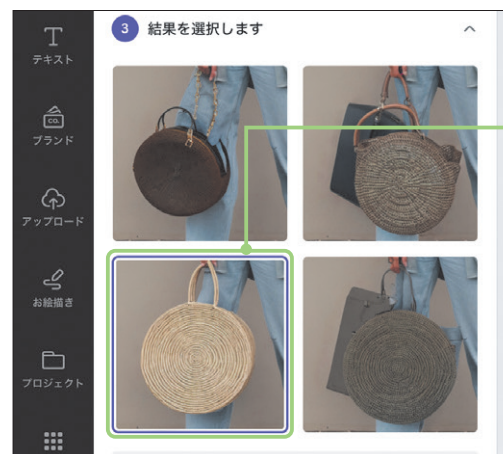 3 結果を選択します
テキスト
CO.
ブランド
アップロード
お絵描き
プロジェクト